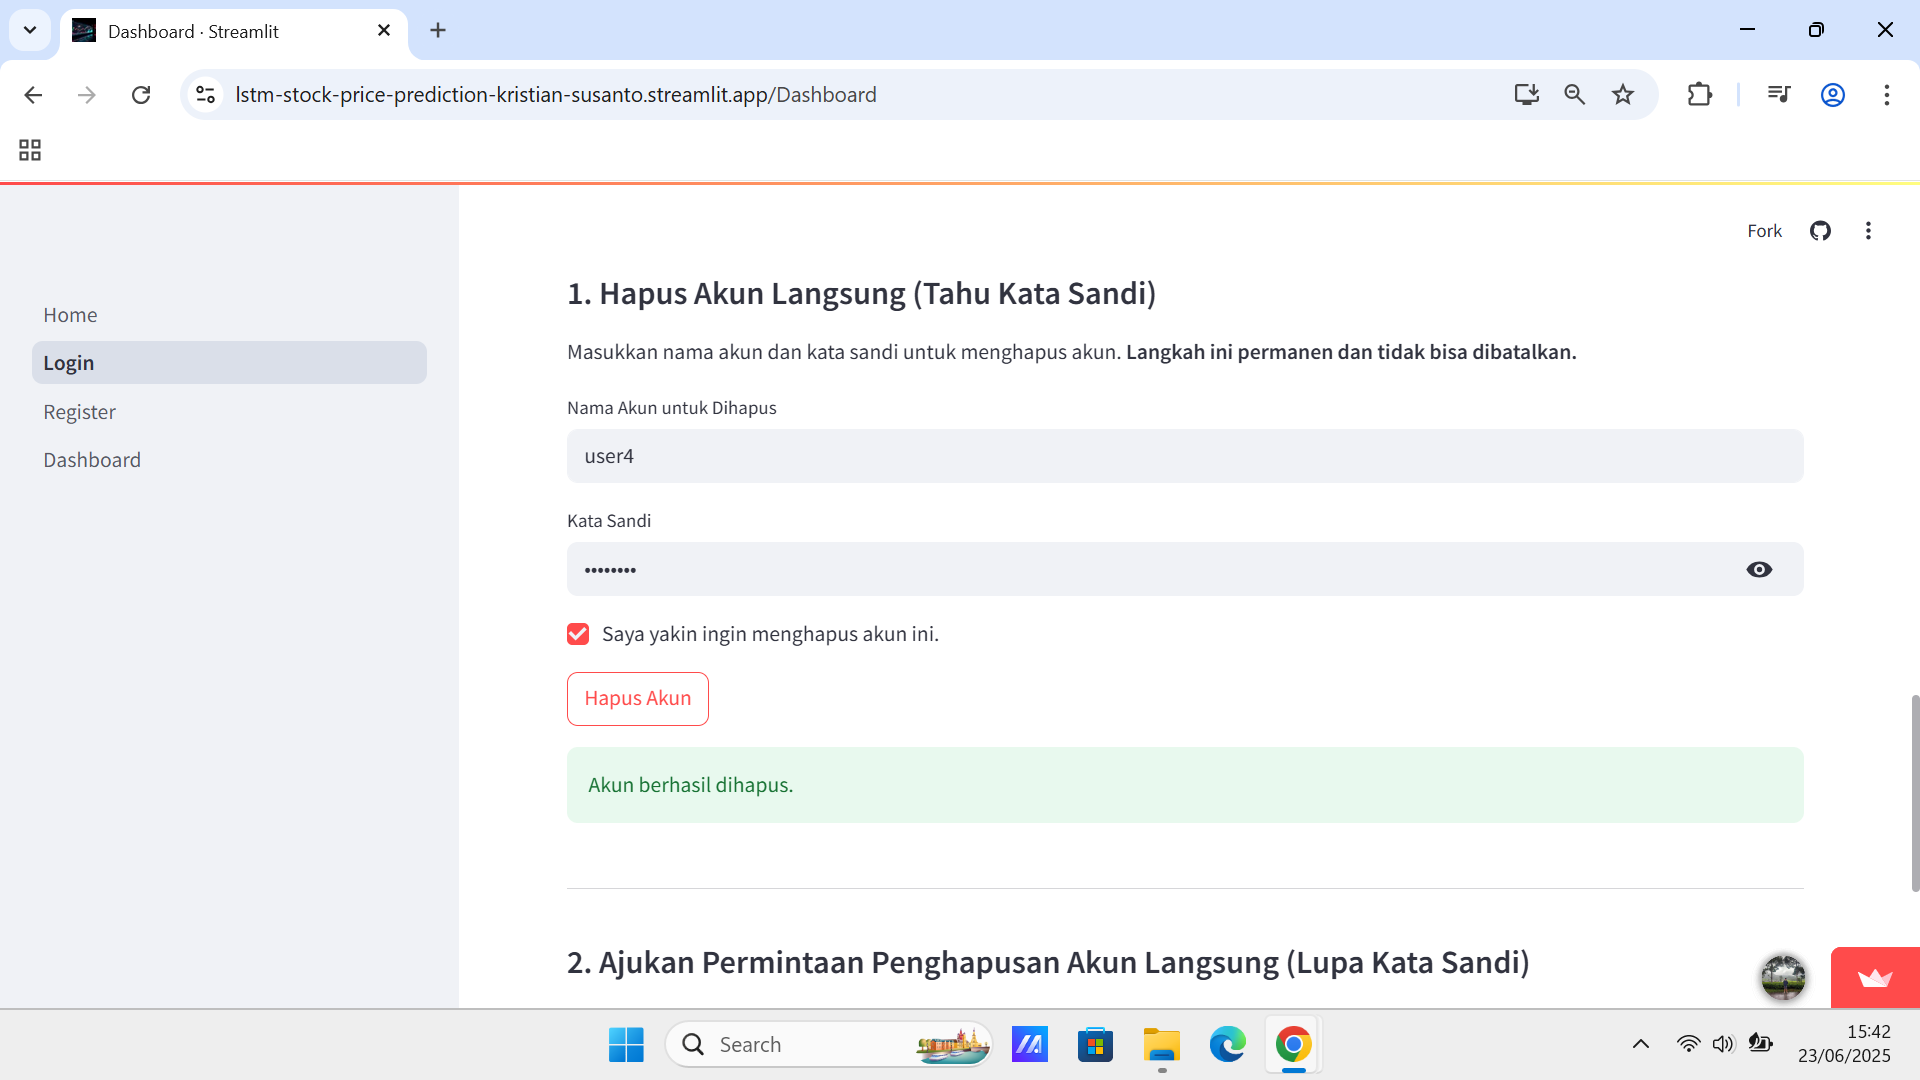 Dashboard · Streamlit
lstm-stock-price-prediction-kristian-susanto.streamlit.app/Dashboard
Fork
Home
Login
Register
Dashboard
1. Hapus Akun Langsung (Tahu Kata Sandi)
Masukkan nama akun dan kata sandi untuk menghapus akun. Langkah ini permanen dan tidak bisa dibatalkan.
Nama Akun untuk Dihapus
user4
Kata Sandi
••••••••
Saya yakin ingin menghapus akun ini.
Hapus Akun
Akun berhasil dihapus.
2. Ajukan Permintaan Penghapusan Akun Langsung (Lupa Kata Sandi)
Search
15:42
23/06/2025